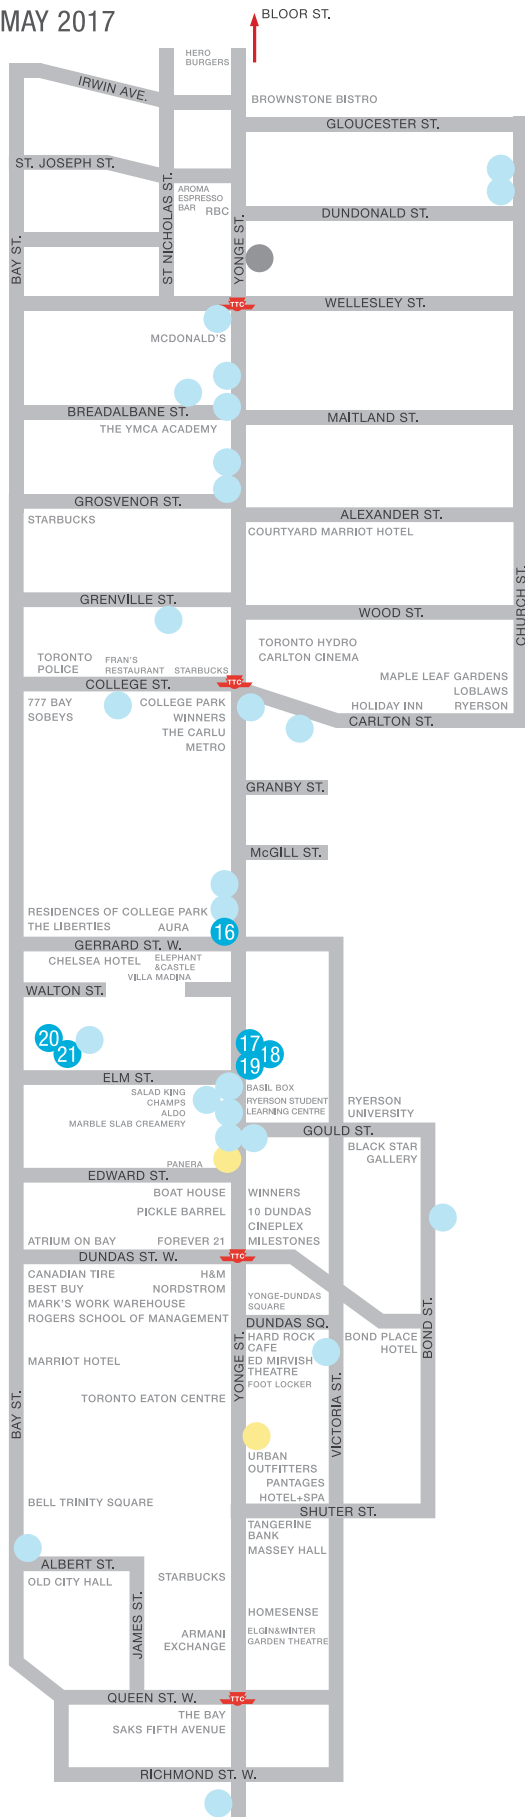 MAY 2017
BLOOR ST.
HERO
BURGERS
IRWIN AVE.
BROWNSTONE BISTRO
GLOUCESTER ST.
ST. JOSEPH ST.
AROMA
ESPRESSO
BAR
RBC
DUNDONALD ST.
ST NICHOLAS ST.
YONGE ST.
BAY ST.
TTC
WELLESLEY ST.
MCDONALD'S
BREADALBANE ST.
MAITLAND ST.
THE YMCA ACADEMY
GROSVENOR ST.
ALEXANDER ST.
STARBUCKS
COURTYARD MARRIOT HOTEL
GRENVILLE ST.
WOOD ST.
CHURCH ST.
TORONTO HYDRO
CARLTON CINEMA
TORONTO
POLICE
FRAN'S
RESTAURANT
STARBUCKS
MAPLE LEAF GARDENS
LOBLAWS
RYERSON
HOLIDAY INN
COLLEGE ST.
TTC
CARLTON ST.
777 BAY
SOBEYS
COLLEGE PARK
WINNERS
THE CARLU
METRO
GRANBY ST.
McGILL ST.
RESIDENCES OF COLLEGE PARK
THE LIBERTIES
AURA
16
GERRARD ST. W.
CHELSEA HOTEL
ELEPHANT
&CASTLE
VILLA MADINA
WALTON ST.
20
21
17
18
19
ELM ST.
BASIL BOX
SALAD KING
CHAMPS
ALDO
MARBLE SLAB CREAMERY
RYERSON STUDENT
LEARNING CENTRE
RYERSON
UNIVERSITY
GOULD ST.
BLACK STAR
GALLERY
PANERA
EDWARD ST.
BOAT HOUSE
WINNERS
PICKLE BARREL
10 DUNDAS
CINEPLEX
ATRIUM ON BAY
FOREVER 21
MILESTONES
DUNDAS ST. W.
TTC
CANADIAN TIRE
H&M
BEST BUY
NORDSTROM
MARK'S WORK WAREHOUSE
ROGERS SCHOOL OF MANAGEMENT
YONGE-DUNDAS
SQUARE
DUNDAS SQ.
HARD ROCK
CAFE
ED MIRVISH
THEATRE
FOOT LOCKER
BOND PLACE
HOTEL
BOND ST.
MARRIOT HOTEL
TORONTO EATON CENTRE
BAY ST.
YONGE ST.
VICTORIA ST.
URBAN
OUTFITTERS
PANTAGES
HOTEL+SPA
BELL TRINITY SQUARE
SHUTER ST.
TANGERINE
BANK
MASSEY HALL
ALBERT ST.
OLD CITY HALL
STARBUCKS
JAMES ST.
HOMESENSE
ARMANI
EXCHANGE
ELGIN&WINTER
GARDEN THEATRE
QUEEN ST. W.
TTC
THE BAY
SAKS FIFTH AVENUE
RICHMOND ST. W.